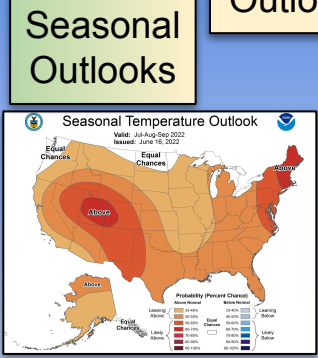 Outlo
Seasonal
Outlooks
Seasonal Temperature Outlook
Valid: Jul-Aug-Sep 2022
Issued: June 16, 2022
Equal
Chances
Equal
Chances
Above
Above
Above
Equal
Chances
Probability (Percent Chance)
Above Normal
Below Normal
Leaning
Above
33-40%
40-50%
50-60%
60-70%
70-80%
80-90%
90-100%
Likely
Above
Equal
Chances
33-40%
40-50%
50-60%
60-70%
70-80%
80-90%
90-100%
Leaning
Below
Likely
Below